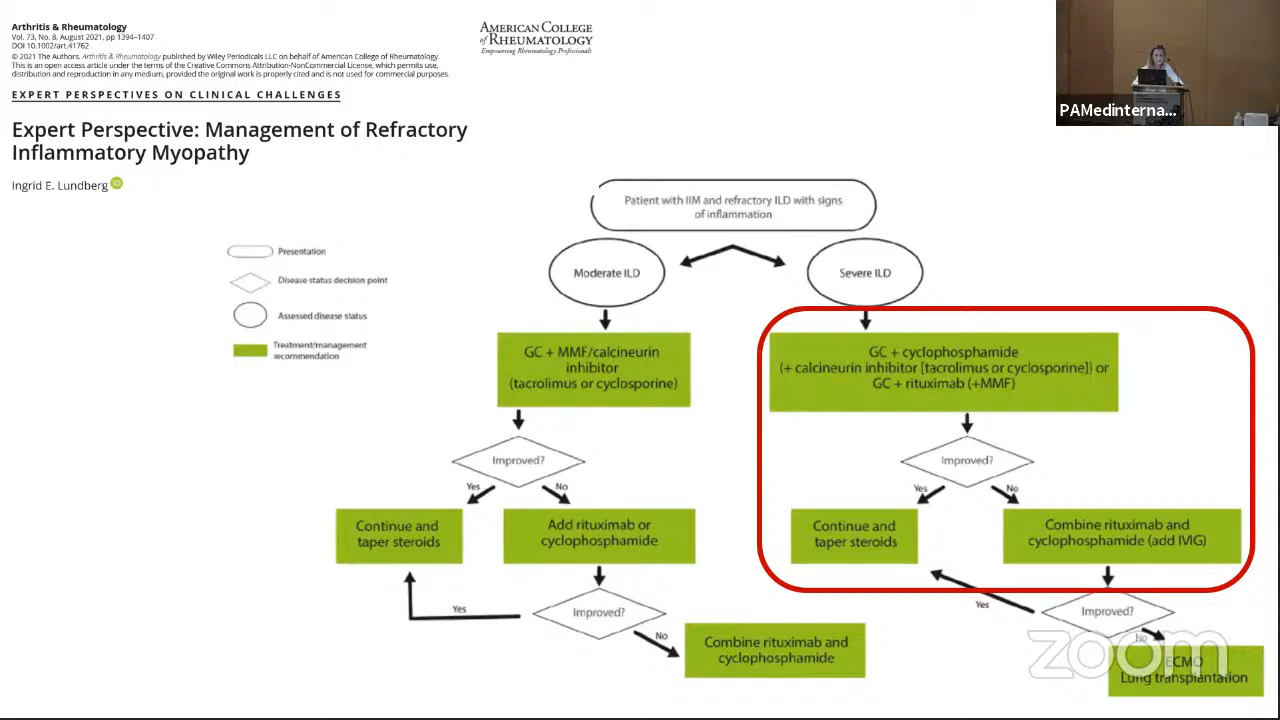 Arthritis & Rheumatology
Vol. 73, No. 8, August 2021, pp 1394–1407
DOI 10.1002/art.41762
© 2021 The Authors. Arthritis & Rheumatology published by Wiley Periodicals LLC on behalf of American College of Rheumatology.
This is an open access article under the terms of the Creative Commons Attribution-NonCommercial License, which permits use,
distribution and reproduction in any medium, provided the original work is properly cited and is not used for commercial purposes.
AMERICAN COLLEGE
of RHEUMATOLOGY
Empowering Rheumatology Professionals
EXPERT PERSPECTIVES ON CLINICAL CHALLENGES
Expert Perspective: Management of Refractory
Inflammatory Myopathy
Ingrid E. Lundberg
iD
PAMedinterna...
Patient with IIM and refractory ILD with signs
of inflammation
Presentation
Disease status decision point
Assessed disease status
Treatment/management
recommendation
Moderate ILD
Severe ILD
GC + MMF/calcineurin
inhibitor
(tacrolimus or cyclosporine)
GC + cyclophosphamide
(+ calcineurin inhibitor [tacrolimus or cyclosporine]) or
GC + rituximab (+MMF)
Improved?
Improved?
Yes
No
Yes
No
Continue and
taper steroids
Add rituximab or
cyclophosphamide
Continue and
taper steroids
Combine rituximab and
cyclophosphamide (add IVIG)
Yes
Improved?
No
Combine rituximab and
cyclophosphamide
Yes
Improved?
No
ECMO
Lung transplantation
zoom